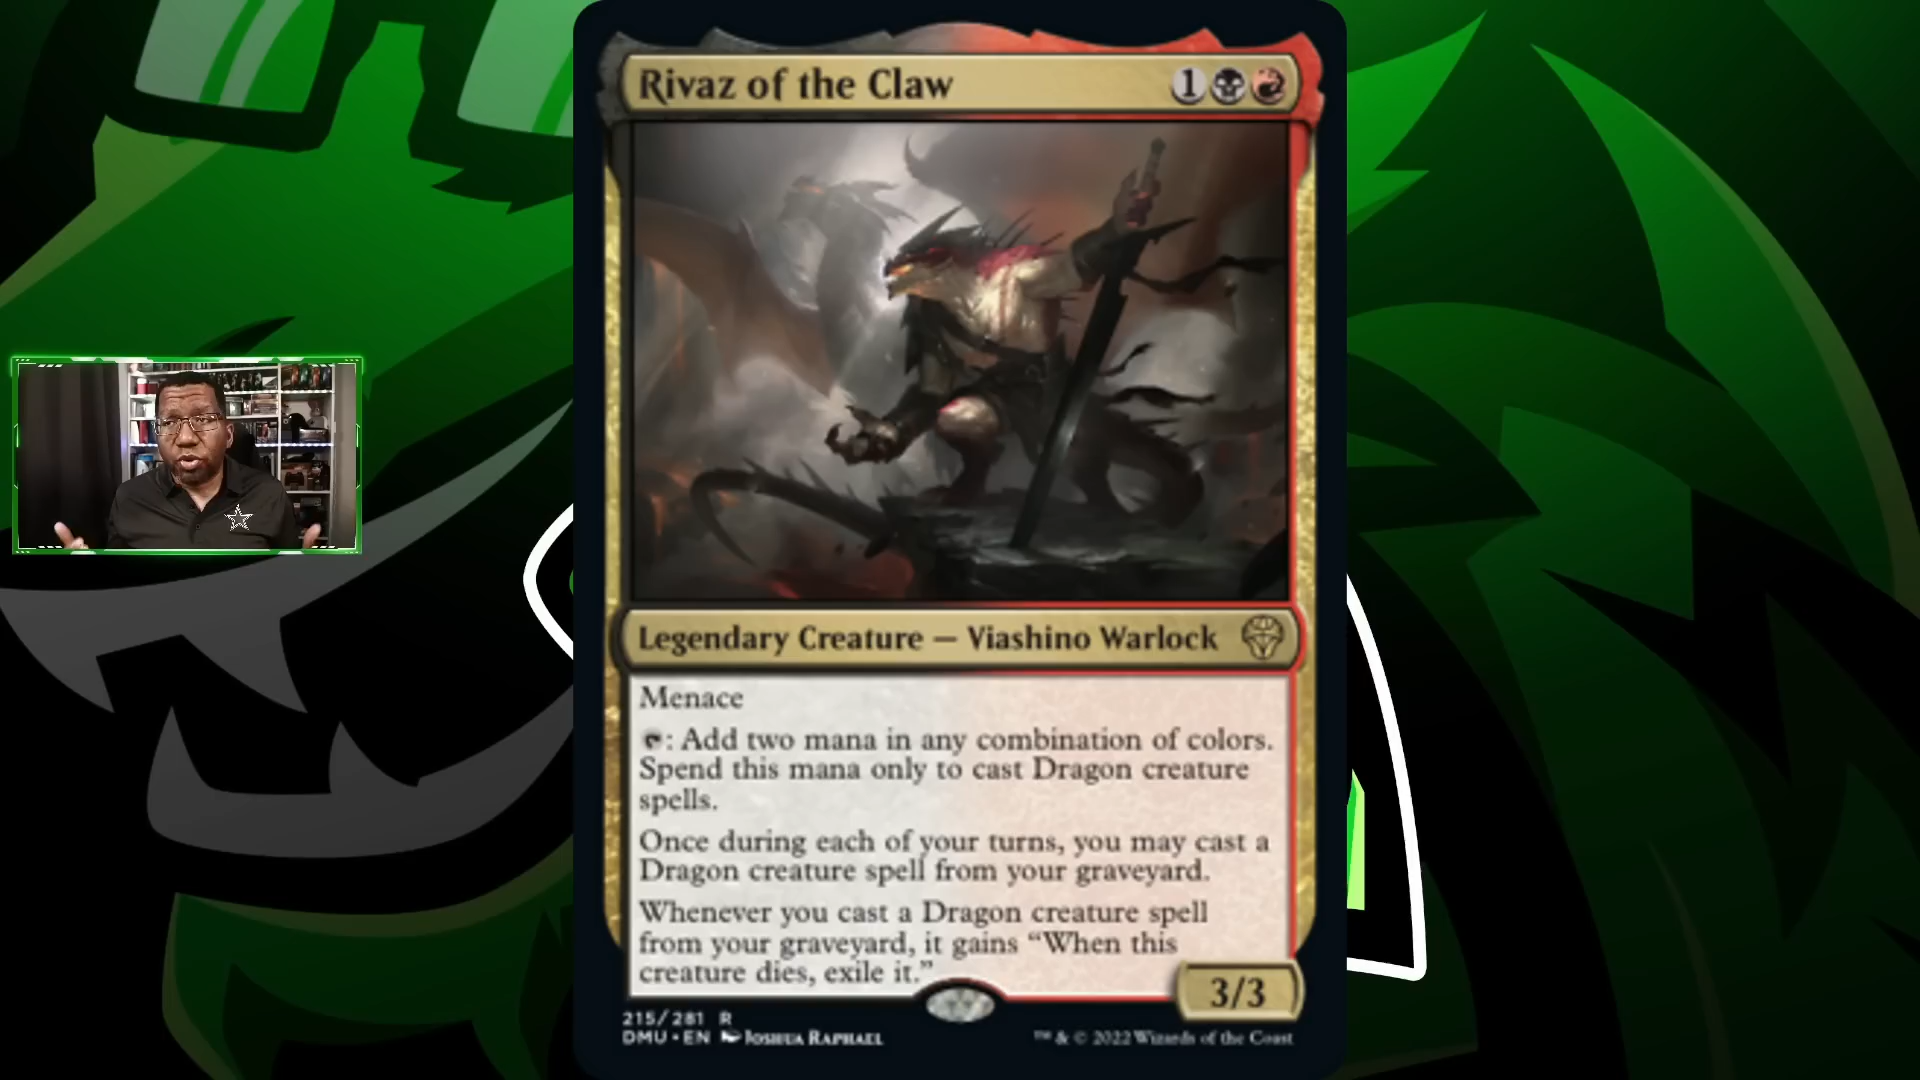 Rivaz of the Claw 1
Legendary Creature — Viashino Warlock
Menace
: Add two mana in any combination of colors.
Spend this mana only to cast Dragon creature
spells.
Once during each of your turns, you may cast a
Dragon creature spell from your graveyard.
Whenever you cast a Dragon creature spell
from your graveyard, it gains “When this
creature dies, exile it.”
3/3
215/281 R
DMU • EN Joshua Raphael
™ & © 2022 Wizards of the Coast